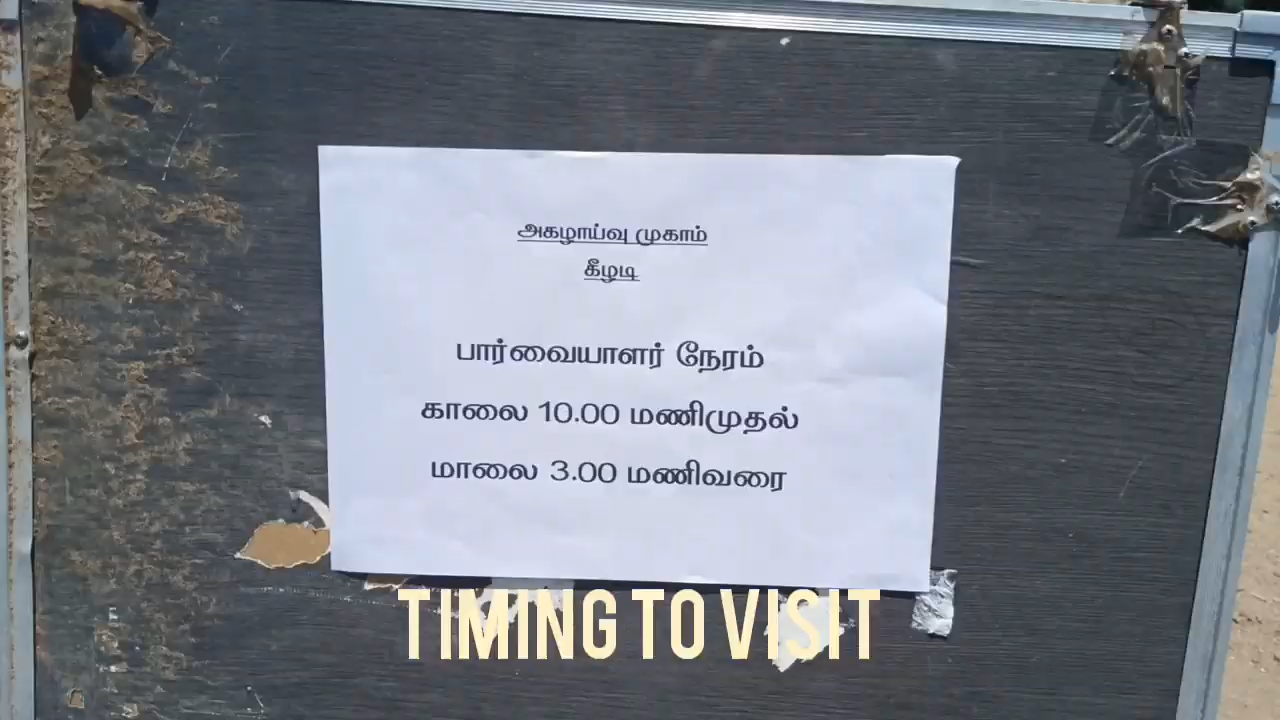 அகழாய்வு முகாம்
கீழடி
பார்வையாளர் நேரம்
காலை 10.00 மணிமுதல்
மாலை 3.00 மணிவரை
TIMING TO VISIT